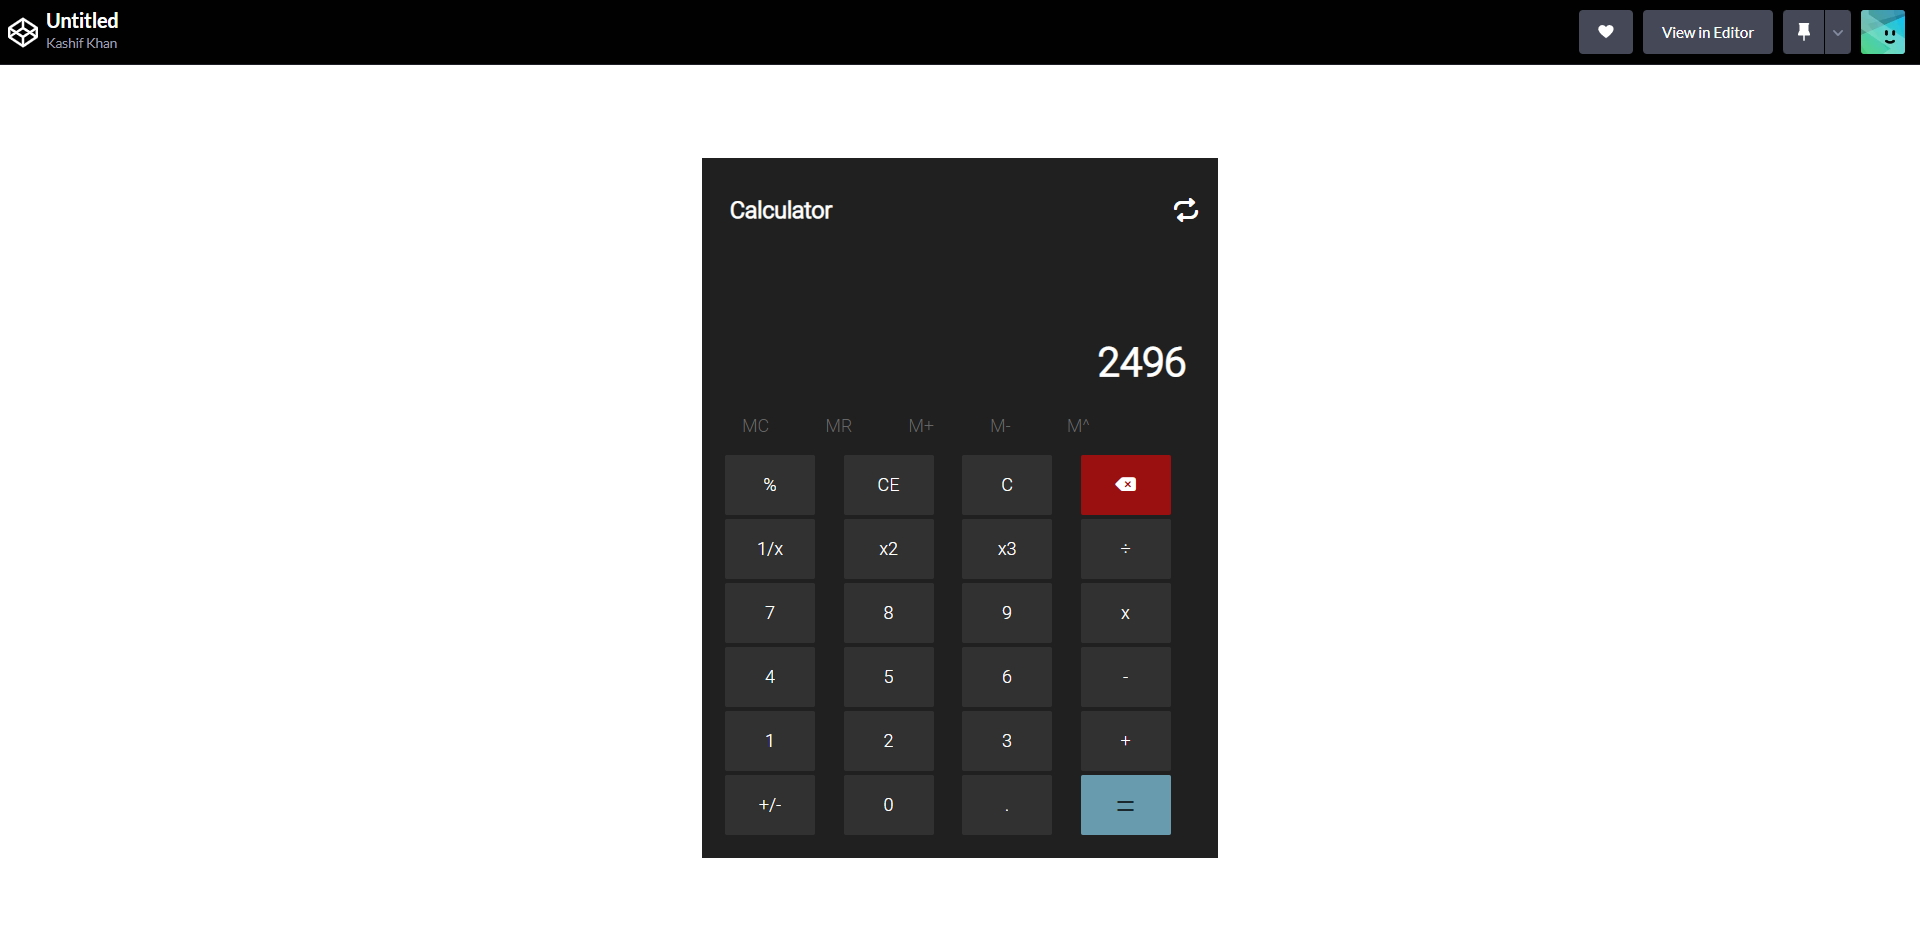 Untitled
Kashif Khan
View in Editor
Calculator
2496
MC MR M+ M- M^
% CE C
1/x x2 x3 ÷
7 8 9 x
4 5 6 -
1 2 3 +
+/- 0 . =